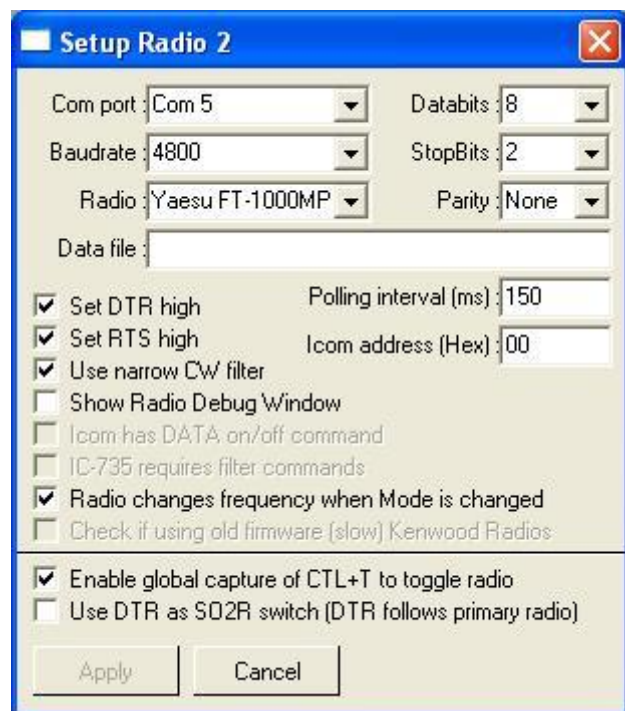 Setup Radio 2
Com port : Com 5 Databits : 8
Baudrate : 4800 StopBits : 2
Radio : Yaesu FT-1000MP Parity : None
Data file :
Set DTR high Polling interval (ms) : 150
Set RTS high Icom address (Hex) : 00
Use narrow CW filter
Show Radio Debug Window
Icom has DATA on/off command
IC-735 requires filter commands
Radio changes frequency when Mode is changed
Check if using old firmware (slow) Kenwood Radios
Enable global capture of CTL+T to toggle radio
Use DTR as SO2R switch (DTR follows primary radio)
Apply Cancel